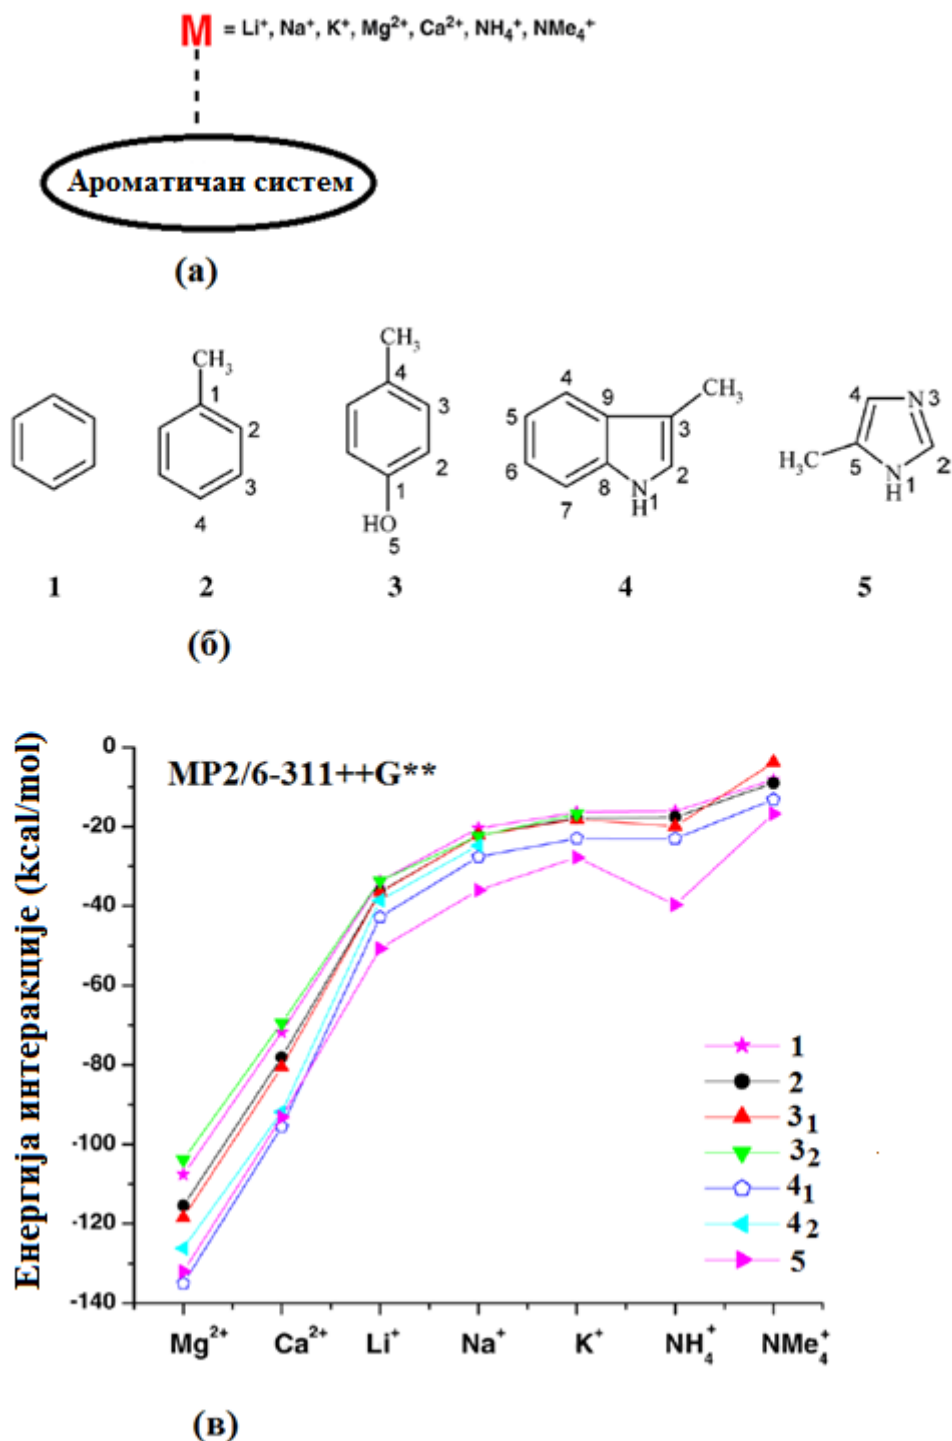 M = Li⁺, Na⁺, K⁺, Mg²⁺, Ca²⁺, NH₄⁺, NMe₄⁺
Ароматичан систем
(а)
CH₃
1
2
3
4
1
CH₃
4
3
2
1
HO
5
2
4
5
6
7
8
9
CH₃
3
2
N
H
1
3
4
N
3
H₃C
5
N
H
1
2
4
5
(б)
Енергија интеракције (kcal/mol)
MP2/6-311++G**
0
-20
-40
-60
-80
-100
-120
-140
1
2
3₁
3₂
4₁
4₂
5
Mg²⁺ Ca²⁺ Li⁺ Na⁺ K⁺ NH₄⁺ NMe₄⁺
(в)